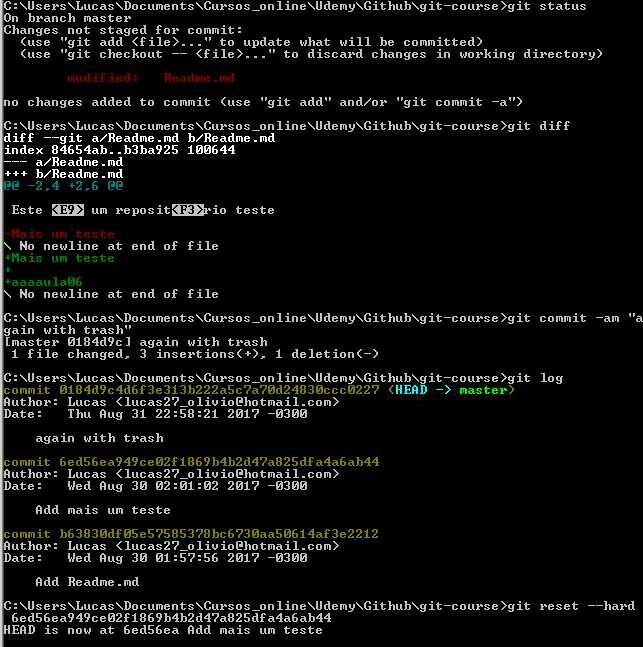 C:\Users\Lucas\Documents\Cursos_online\Udemy\Github\git-course>git status
On branch master
Changes not staged for commit:
  (use "git add <file>..." to update what will be committed)
  (use "git checkout -- <file>..." to discard changes in working directory)
        modified:   Readme.md
no changes added to commit (use "git add" and/or "git commit -a")
C:\Users\Lucas\Documents\Cursos_online\Udemy\Github\git-course>git diff
diff --git a/Readme.md b/Readme.md
index 84654ab..b3ba925 100644
--- a/Readme.md
+++ b/Readme.md
@@ -2,4 +2,6 @@
 Este <E9> um reposit<F3>rio teste
-Mais um teste
\ No newline at end of file
+Mais um teste
+
+aaaaula06
\ No newline at end of file
C:\Users\Lucas\Documents\Cursos_online\Udemy\Github\git-course>git commit -am "a
gain with trash"
[master 0184d9c] again with trash
 1 file changed, 3 insertions(+), 1 deletion(-)
C:\Users\Lucas\Documents\Cursos_online\Udemy\Github\git-course>git log
commit 0184d9c4d6f3e313b222a5c7a70d24830ccc0227 (HEAD -> master)
Author: Lucas <lucas27_olivio@hotmail.com>
Date:   Thu Aug 31 22:58:21 2017 -0300
    again with trash
commit 6ed56ea949ce02f1869b4b2d47a825dfa4a6ab44
Author: Lucas <lucas27_olivio@hotmail.com>
Date:   Wed Aug 30 02:01:02 2017 -0300
    Add mais um teste
commit b63830df05e57585378bc6730aa50614af3e2212
Author: Lucas <lucas27_olivio@hotmail.com>
Date:   Wed Aug 30 01:57:56 2017 -0300
    Add Readme.md
C:\Users\Lucas\Documents\Cursos_online\Udemy\Github\git-course>git reset --hard
 6ed56ea949ce02f1869b4b2d47a825dfa4a6ab44
HEAD is now at 6ed56ea Add mais um teste